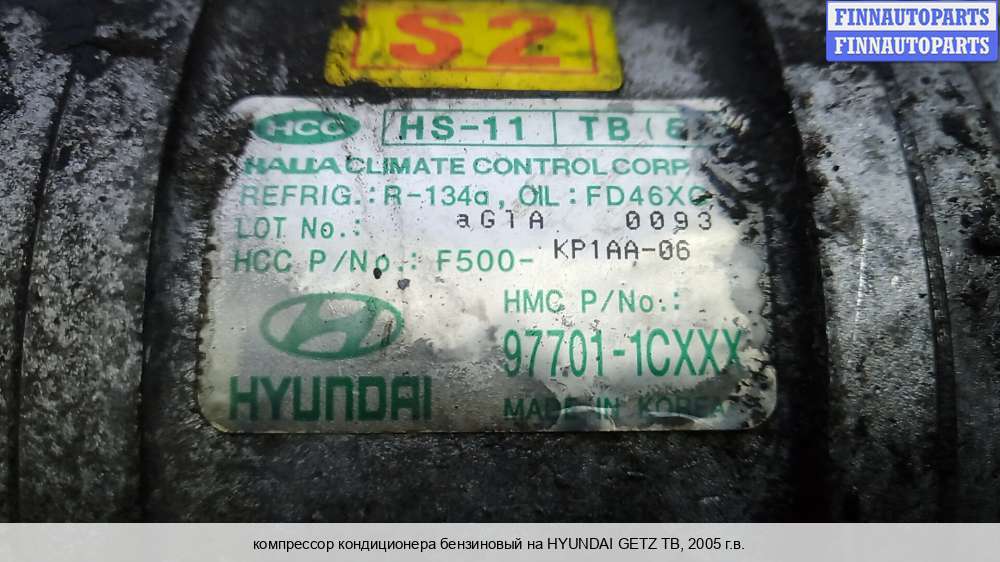 FINNAUTOPARTS
FINNAUTOPARTS
S2
HCC HS-11 TB(
HALLA CLIMATE CONTROL CORP.
REFRIG.: R-134a, OIL: FD46XG
LOT No.: aG1A 0093
HCC P/No.: F500- KP1AA-06
HMC P/No.:
97701-1CXXX
HYUNDAI
MADE IN KOREA
компрессор кондиционера бензиновый на HYUNDAI GETZ TB, 2005 г.в.